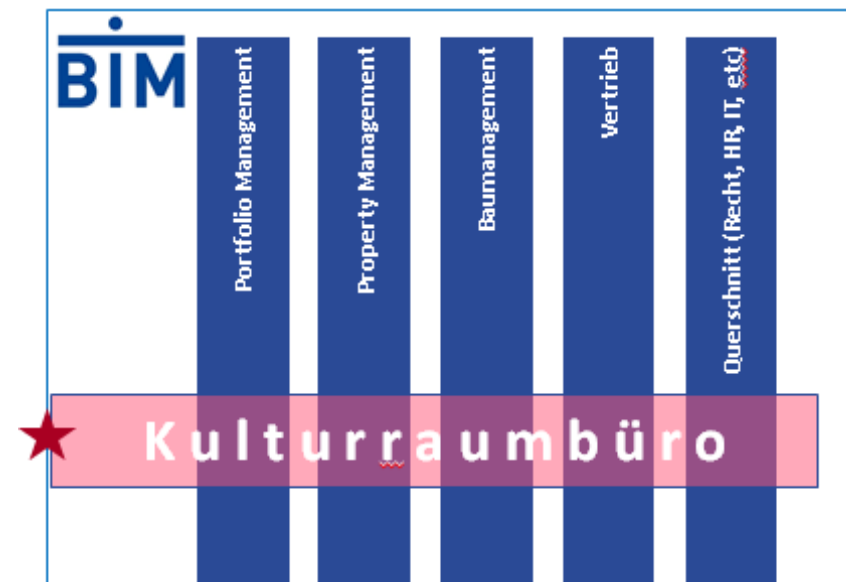 BIM
Portfolio Management
Property Management
Baumanagement
Vertrieb
Querschnitt (Recht, HR, IT, etc)
Kulturraumbüro